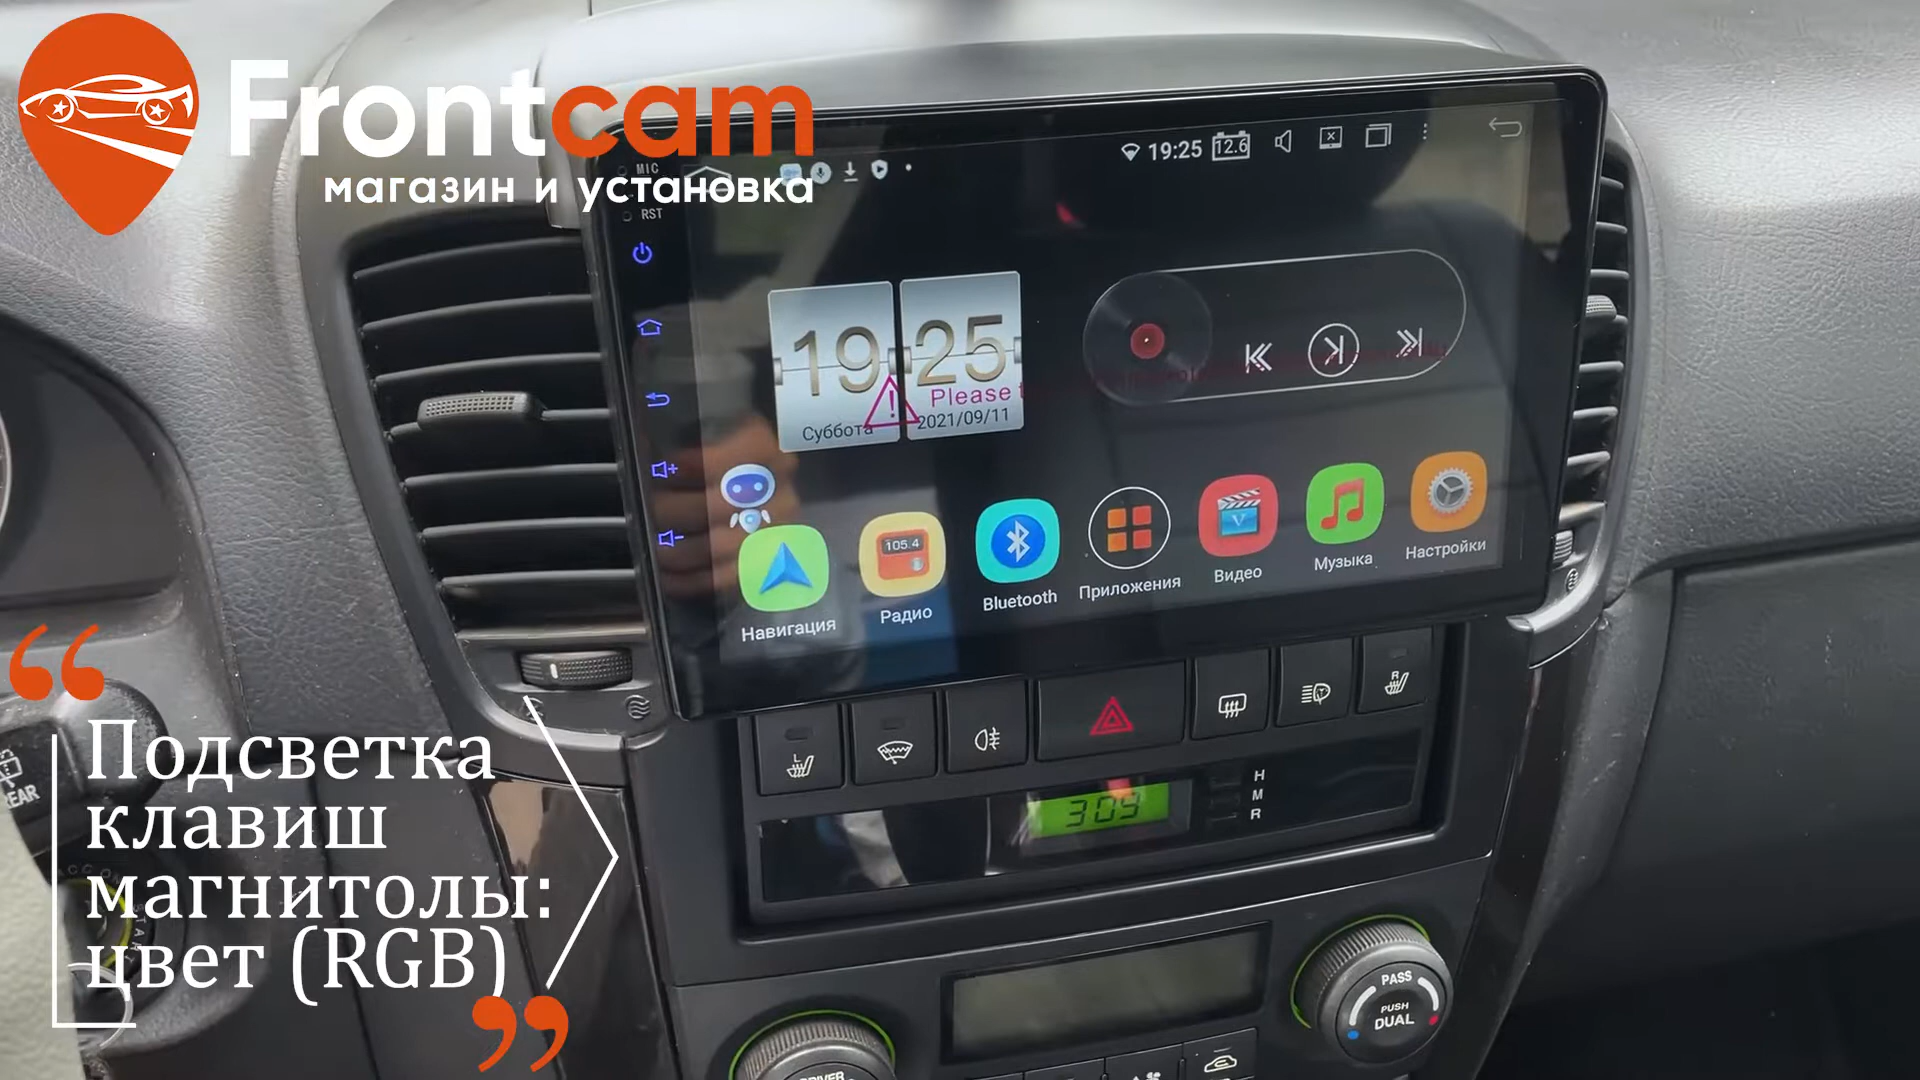 Frontcam
магазин и установка
MIC
RST
19:25
12.6
19 25
Please
Суббота
2021/09/11
105.4
V
Навигация
Радио
Bluetooth
Приложения
Видео
Музыка
Настройки
L
R
309
H
M
R
PASS
PUSH
DUAL
Подсветка
клавиш
магнитолы:
цвет (RGB)